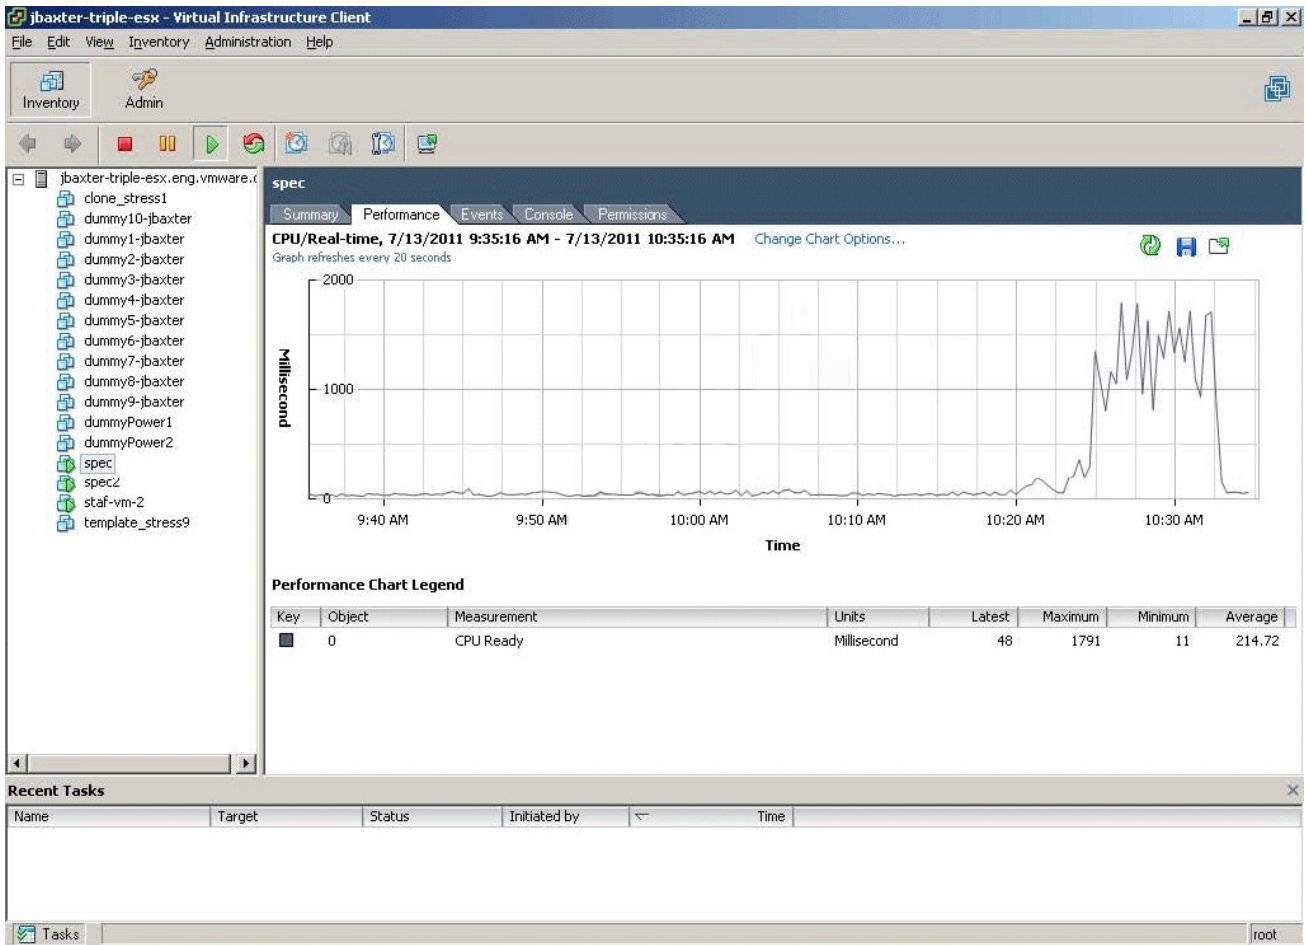 jbaxter-triple-esx - Virtual Infrastructure Client
File Edit View Inventory Administration Help
Inventory Admin
jbaxter-triple-esx.eng.vmware.c
clone_stress1
dummy10-jbaxter
dummy1-jbaxter
dummy2-jbaxter
dummy3-jbaxter
dummy4-jbaxter
dummy5-jbaxter
dummy6-jbaxter
dummy7-jbaxter
dummy8-jbaxter
dummy9-jbaxter
dummyPower1
dummyPower2
spec
spec2
staf-vm-2
template_stress9
spec
Summary Performance Events Console Permissions
CPU/Real-time, 7/13/2011 9:35:16 AM - 7/13/2011 10:35:16 AM Change Chart Options...
Graph refreshes every 20 seconds
2000
1000
0
Millisecond
9:40 AM 9:50 AM 10:00 AM 10:10 AM 10:20 AM 10:30 AM
Time
Performance Chart Legend
Key Object Measurement Units Latest Maximum Minimum Average
0 CPU Ready Millisecond 48 1791 11 214.72
Recent Tasks
Name Target Status Initiated by Time
Tasks root